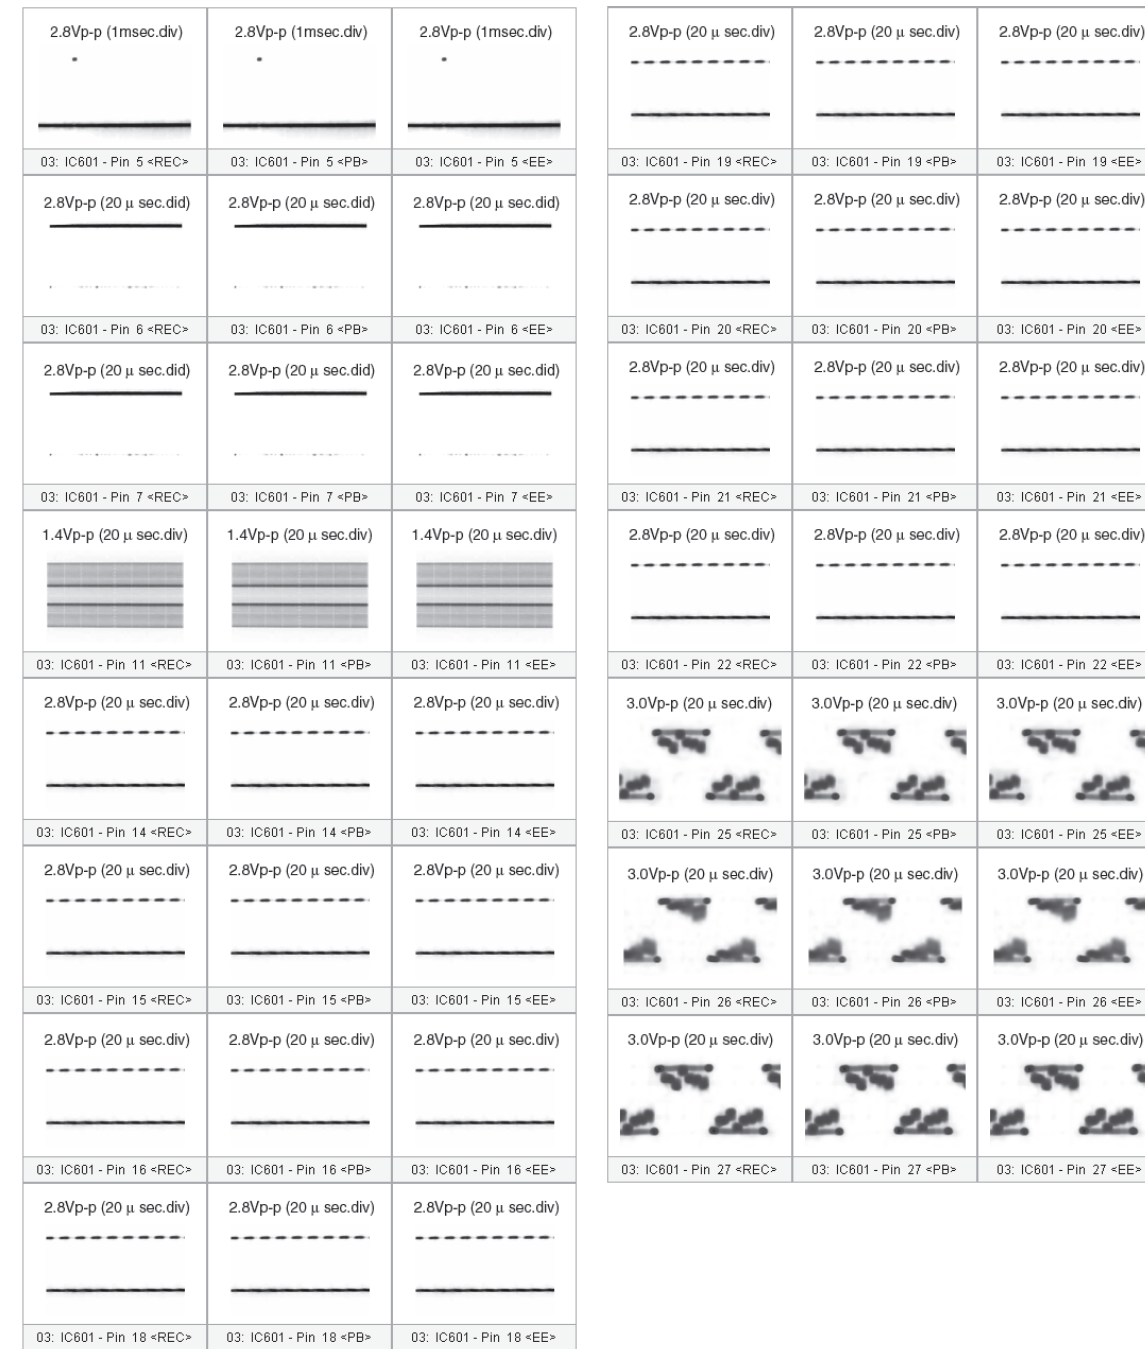 2.8Vp-p (1msec.div) 2.8Vp-p (1msec.div) 2.8Vp-p (1msec.div)
03: IC601 - Pin 5 <REC> 03: IC601 - Pin 5 <PB> 03: IC601 - Pin 5 <EE>
2.8Vp-p (20 μ sec.did) 2.8Vp-p (20 μ sec.did) 2.8Vp-p (20 μ sec.did)
03: IC601 - Pin 6 <REC> 03: IC601 - Pin 6 <PB> 03: IC601 - Pin 6 <EE>
2.8Vp-p (20 μ sec.did) 2.8Vp-p (20 μ sec.did) 2.8Vp-p (20 μ sec.did)
03: IC601 - Pin 7 <REC> 03: IC601 - Pin 7 <PB> 03: IC601 - Pin 7 <EE>
1.4Vp-p (20 μ sec.div) 1.4Vp-p (20 μ sec.div) 1.4Vp-p (20 μ sec.div)
03: IC601 - Pin 11 <REC> 03: IC601 - Pin 11 <PB> 03: IC601 - Pin 11 <EE>
2.8Vp-p (20 μ sec.div) 2.8Vp-p (20 μ sec.div) 2.8Vp-p (20 μ sec.div)
03: IC601 - Pin 14 <REC> 03: IC601 - Pin 14 <PB> 03: IC601 - Pin 14 <EE>
2.8Vp-p (20 μ sec.div) 2.8Vp-p (20 μ sec.div) 2.8Vp-p (20 μ sec.div)
03: IC601 - Pin 15 <REC> 03: IC601 - Pin 15 <PB> 03: IC601 - Pin 15 <EE>
2.8Vp-p (20 μ sec.div) 2.8Vp-p (20 μ sec.div) 2.8Vp-p (20 μ sec.div)
03: IC601 - Pin 16 <REC> 03: IC601 - Pin 16 <PB> 03: IC601 - Pin 16 <EE>
2.8Vp-p (20 μ sec.div) 2.8Vp-p (20 μ sec.div) 2.8Vp-p (20 μ sec.div)
03: IC601 - Pin 18 <REC> 03: IC601 - Pin 18 <PB> 03: IC601 - Pin 18 <EE>
2.8Vp-p (20 μ sec.div) 2.8Vp-p (20 μ sec.div) 2.8Vp-p (20 μ sec.div)
03: IC601 - Pin 19 <REC> 03: IC601 - Pin 19 <PB> 03: IC601 - Pin 19 <EE>
2.8Vp-p (20 μ sec.div) 2.8Vp-p (20 μ sec.div) 2.8Vp-p (20 μ sec.div)
03: IC601 - Pin 20 <REC> 03: IC601 - Pin 20 <PB> 03: IC601 - Pin 20 <EE>
2.8Vp-p (20 μ sec.div) 2.8Vp-p (20 μ sec.div) 2.8Vp-p (20 μ sec.div)
03: IC601 - Pin 21 <REC> 03: IC601 - Pin 21 <PB> 03: IC601 - Pin 21 <EE>
2.8Vp-p (20 μ sec.div) 2.8Vp-p (20 μ sec.div) 2.8Vp-p (20 μ sec.div)
03: IC601 - Pin 22 <REC> 03: IC601 - Pin 22 <PB> 03: IC601 - Pin 22 <EE>
3.0Vp-p (20 μ sec.div) 3.0Vp-p (20 μ sec.div) 3.0Vp-p (20 μ sec.div)
03: IC601 - Pin 25 <REC> 03: IC601 - Pin 25 <PB> 03: IC601 - Pin 25 <EE>
3.0Vp-p (20 μ sec.div) 3.0Vp-p (20 μ sec.div) 3.0Vp-p (20 μ sec.div)
03: IC601 - Pin 26 <REC> 03: IC601 - Pin 26 <PB> 03: IC601 - Pin 26 <EE>
3.0Vp-p (20 μ sec.div) 3.0Vp-p (20 μ sec.div) 3.0Vp-p (20 μ sec.div)
03: IC601 - Pin 27 <REC> 03: IC601 - Pin 27 <PB> 03: IC601 - Pin 27 <EE>